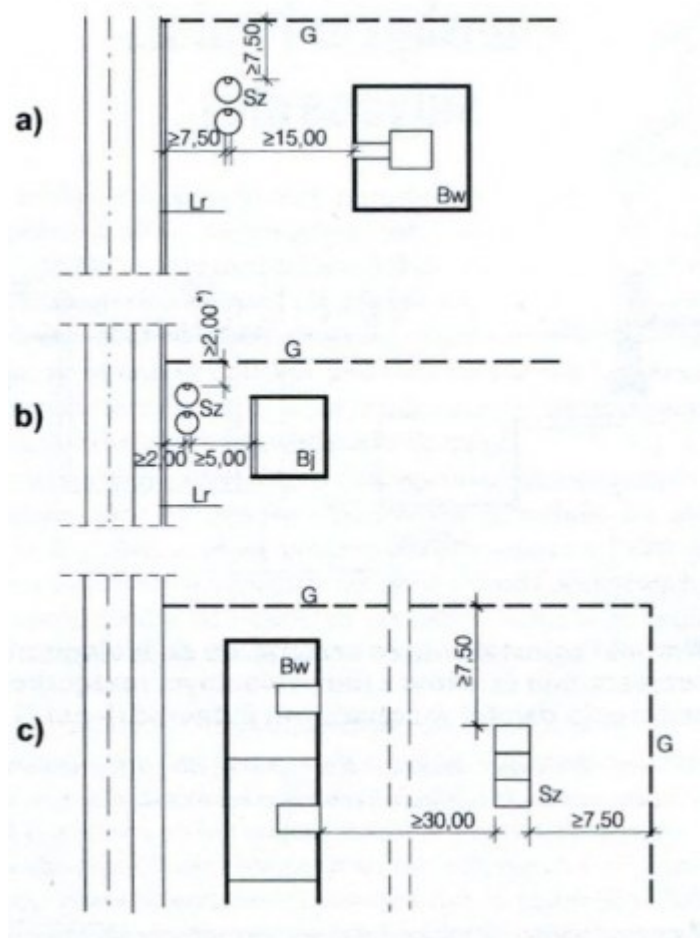 G
≥7,50
Sz
a)
≥7,50
≥15,00
Bw
Lr
≥2,00*)
G
Sz
b)
≥2,00
≥5,00
Bj
Lr
G
Bw
≥7,50
G
c)
Sz
≥30,00
≥7,50